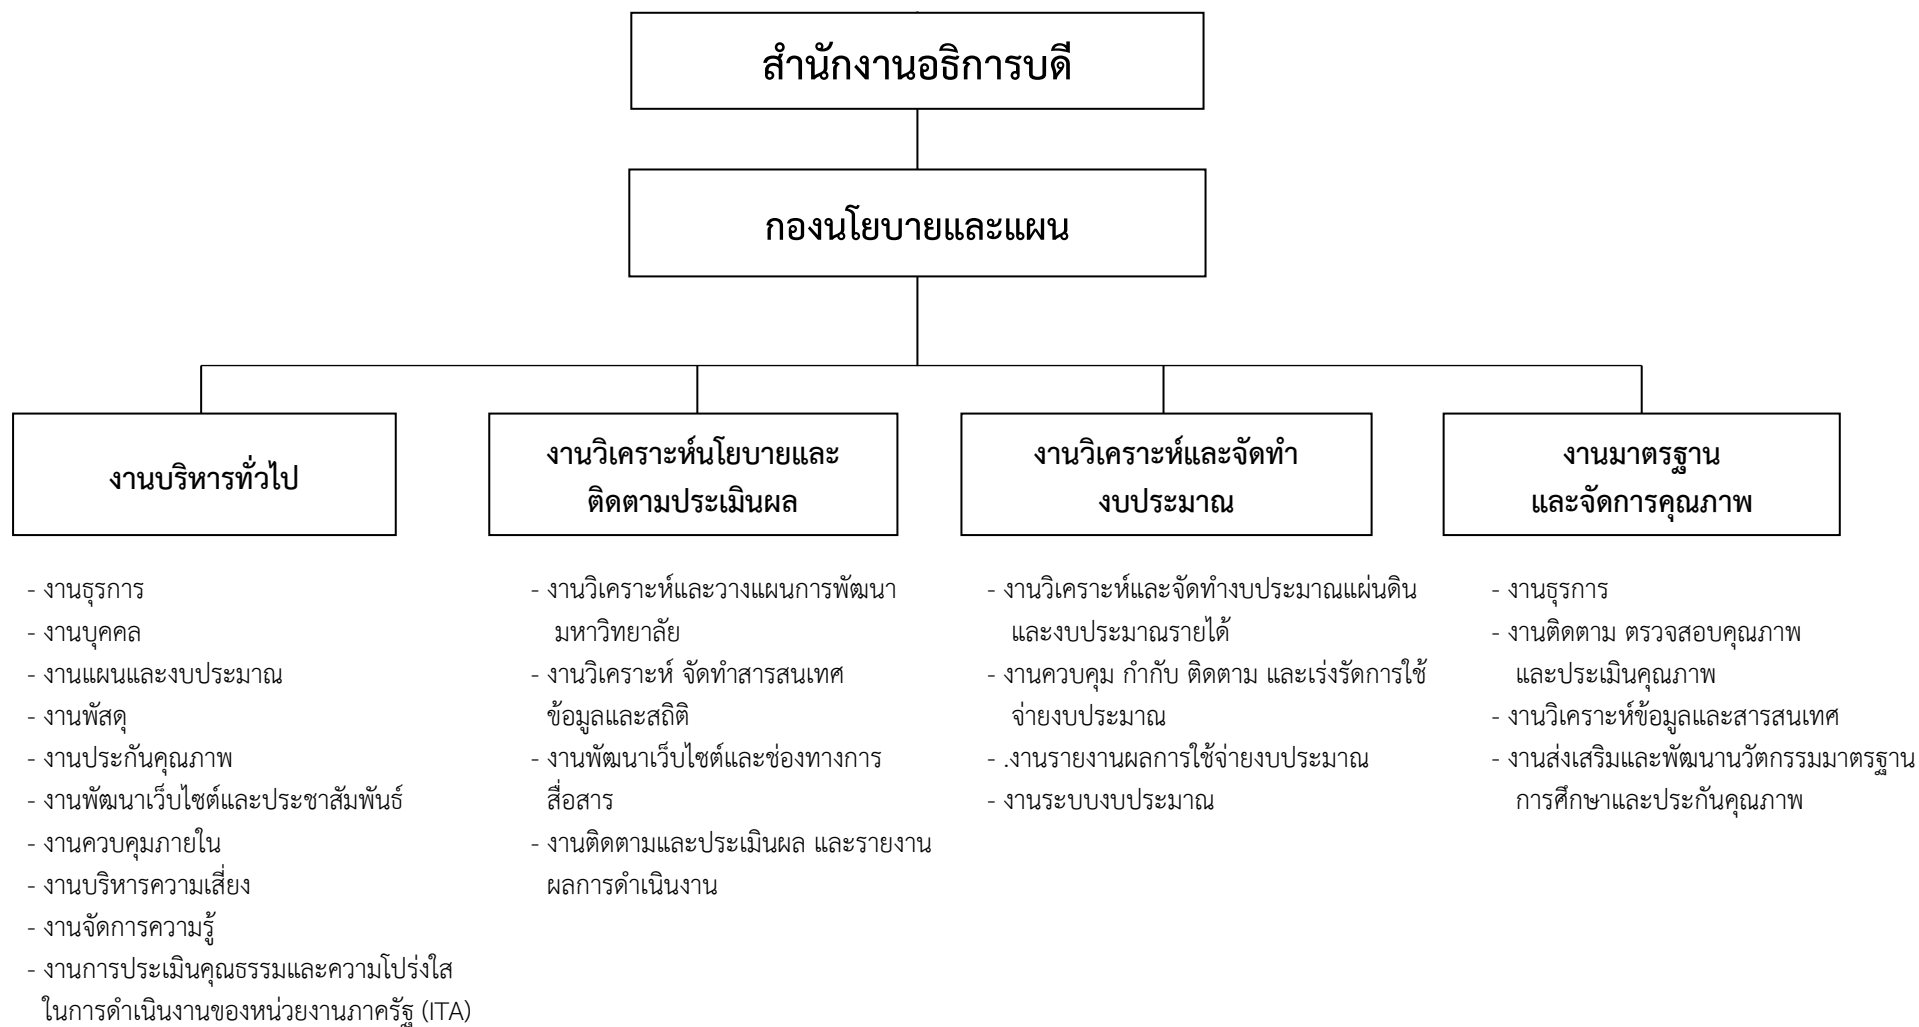 สำนักงานอธิการบดี
กองนโยบายและแผน
งานบริหารทั่วไป
งานวิเคราะห์นโยบายและ
ติดตามประเมินผล
งานวิเคราะห์และจัดทำ
งบประมาณ
งานมาตรฐาน
และจัดการคุณภาพ
- งานธุรการ
- งานบุคคล
- งานแผนและงบประมาณ
- งานพัสดุ
- งานประกันคุณภาพ
- งานพัฒนาเว็บไซต์และประชาสัมพันธ์
- งานควบคุมภายใน
- งานบริหารความเสี่ยง
- งานจัดการความรู้
- งานการประเมินคุณธรรมและความโปร่งใส
ในการดำเนินงานของหน่วยงานภาครัฐ (ITA)
- งานวิเคราะห์และวางแผนการพัฒนา
มหาวิทยาลัย
- งานวิเคราะห์ จัดทำสารสนเทศ
ข้อมูลและสถิติ
- งานพัฒนาเว็บไซต์และช่องทางการ
สื่อสาร
- งานติดตามและประเมินผล และรายงาน
ผลการดำเนินงาน
- งานวิเคราะห์และจัดทำงบประมาณแผ่นดิน
และงบประมาณรายได้
- งานควบคุม กำกับ ติดตาม และเร่งรัดการใช้
จ่ายงบประมาณ
- .งานรายงานผลการใช้จ่ายงบประมาณ
- งานระบบงบประมาณ
- งานธุรการ
- งานติดตาม ตรวจสอบคุณภาพ
และประเมินคุณภาพ
- งานวิเคราะห์ข้อมูลและสารสนเทศ
- งานส่งเสริมและพัฒนานวัตกรรมมาตรฐาน
การศึกษาและประกันคุณภาพ